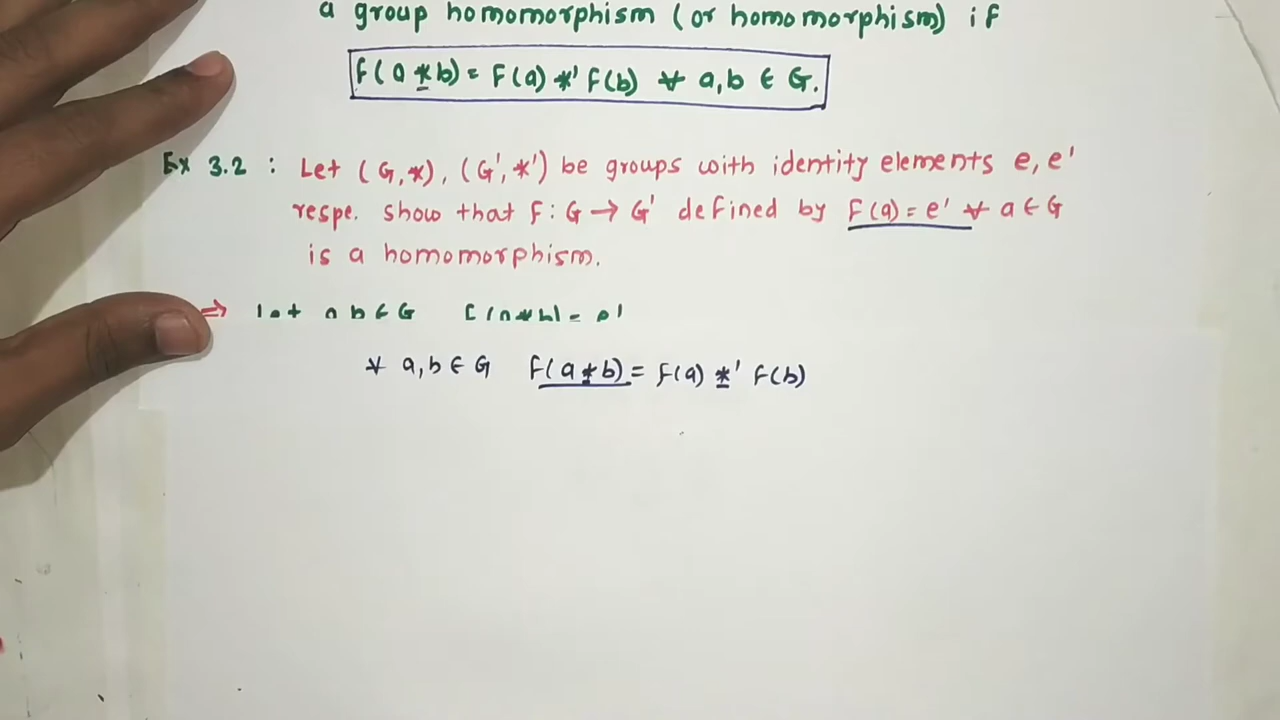 a group homomorphism (or homomorphism) if
f(a * b) = f(a) *' f(b) ∀ a,b ∈ G.
Ex 3.2 : Let (G,*), (G',*') be groups with identity elements e, e'
respe. show that f: G → G' defined by f(a) = e' ∀ a ∈ G
is a homomorphism.
⇒ let a b ∈ G f(a*b) = e'
∀ a,b ∈ G f(a*b) = f(a) *' f(b)